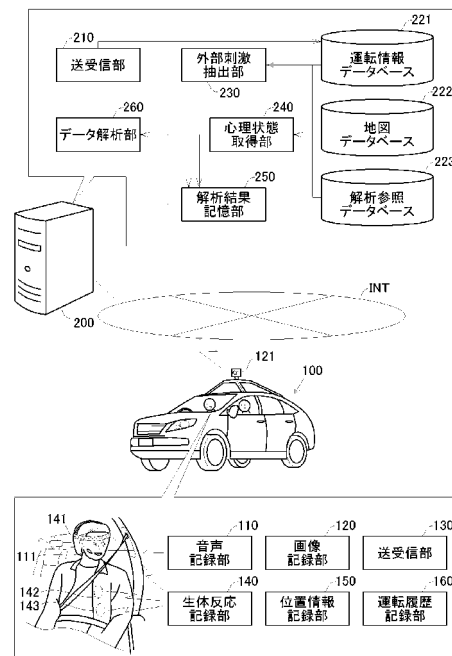 210
送受信部
外部刺激
抽出部
230
221
運転情報
データベース
260
データ解析部
240
心理状態
取得部
222
地図
データベース
250
解析結果
記憶部
223
解析参照
データベース
200
INT
121
100
141
111
142
143
110
音声
記録部
120
画像
記録部
130
送受信部
140
生体反応
記録部
150
位置情報
記録部
160
運転履歴
記録部